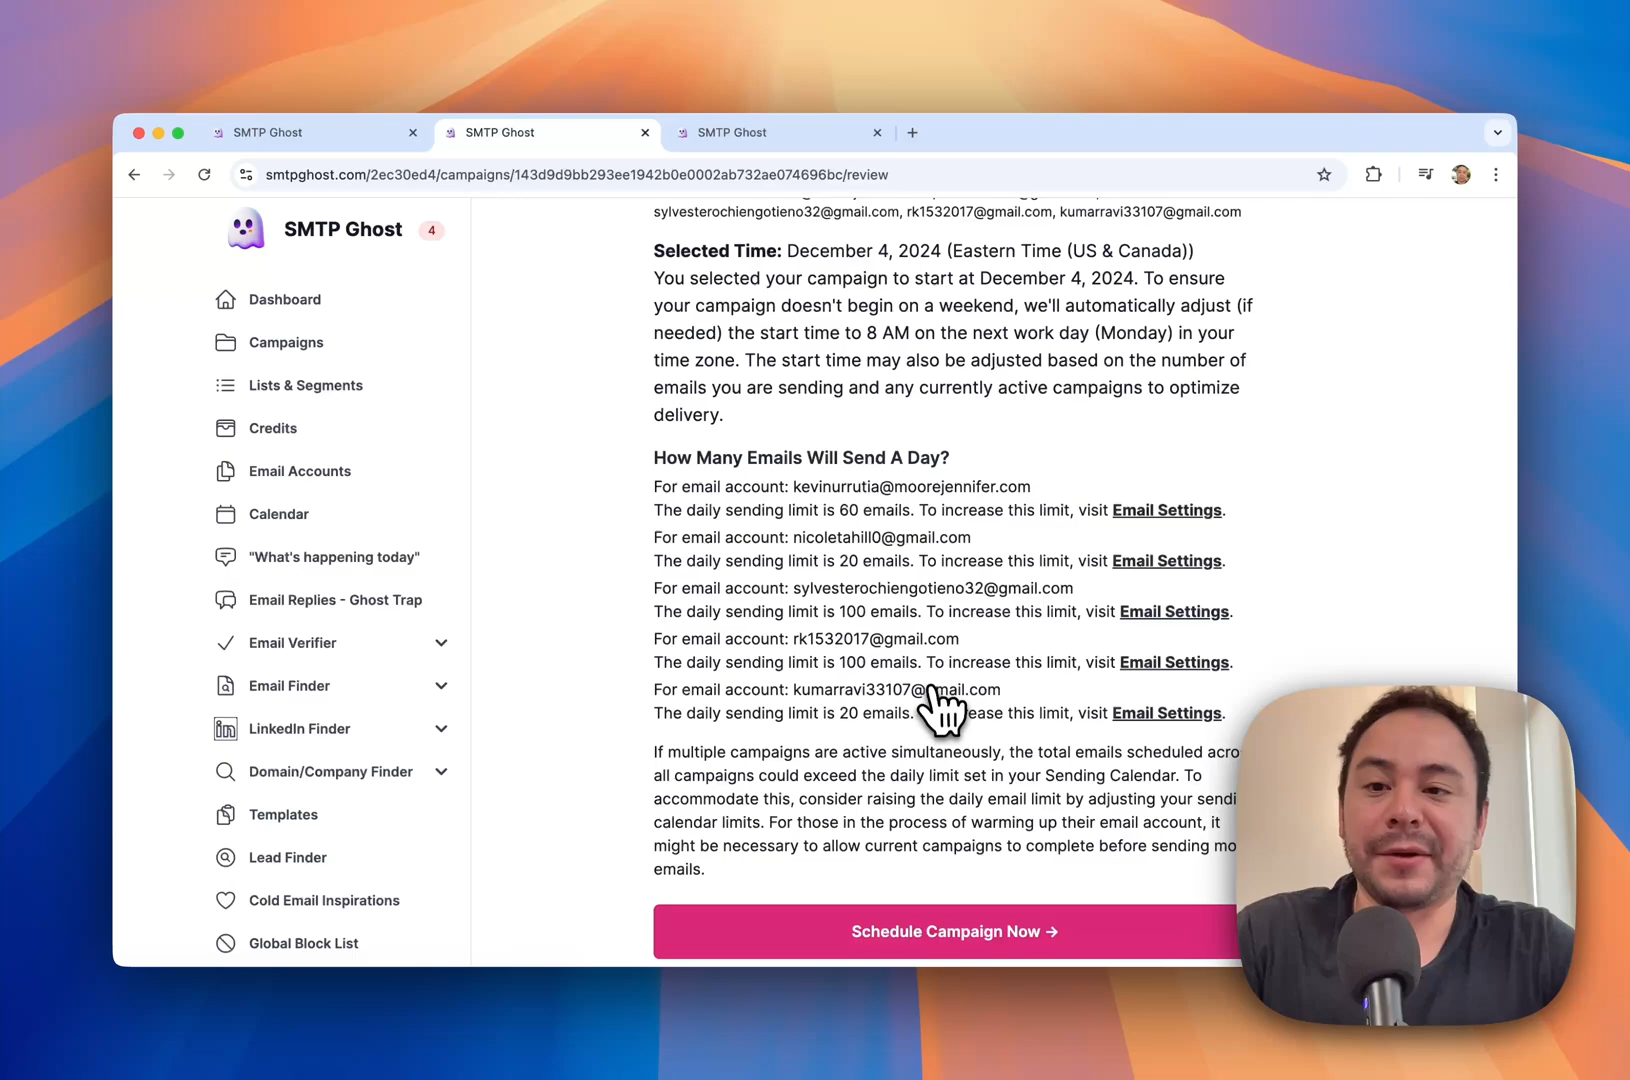 SMTP Ghost
SMTP Ghost
SMTP Ghost
smtpghost.com/2ec30ed4/campaigns/143d9d9bb293ee1942b0e0002ab732ae074696bc/review
SMTP Ghost
4
Dashboard
Campaigns
Lists & Segments
Credits
Email Accounts
Calendar
"What's happening today"
Email Replies - Ghost Trap
Email Verifier
Email Finder
LinkedIn Finder
Domain/Company Finder
Templates
Lead Finder
Cold Email Inspirations
Global Block List
sylvesterochiengotieno32@gmail.com, rk1532017@gmail.com, kumarravi33107@gmail.com
Selected Time: December 4, 2024 (Eastern Time (US & Canada))
You selected your campaign to start at December 4, 2024. To ensure
your campaign doesn't begin on a weekend, we'll automatically adjust (if
needed) the start time to 8 AM on the next work day (Monday) in your
time zone. The start time may also be adjusted based on the number of
emails you are sending and any currently active campaigns to optimize
delivery.
How Many Emails Will Send A Day?
For email account: kevinurrutia@moorejennifer.com
The daily sending limit is 60 emails. To increase this limit, visit Email Settings.
For email account: nicoletahill0@gmail.com
The daily sending limit is 20 emails. To increase this limit, visit Email Settings.
For email account: sylvesterochiengotieno32@gmail.com
The daily sending limit is 100 emails. To increase this limit, visit Email Settings.
For email account: rk1532017@gmail.com
The daily sending limit is 100 emails. To increase this limit, visit Email Settings.
For email account: kumarravi33107@gmail.com
The daily sending limit is 20 emails. ease this limit, visit Email Settings.
If multiple campaigns are active simultaneously, the total emails scheduled acro
all campaigns could exceed the daily limit set in your Sending Calendar. To
accommodate this, consider raising the daily email limit by adjusting your sendi
calendar limits. For those in the process of warming up their email account, it
might be necessary to allow current campaigns to complete before sending mo
emails.
Schedule Campaign Now →